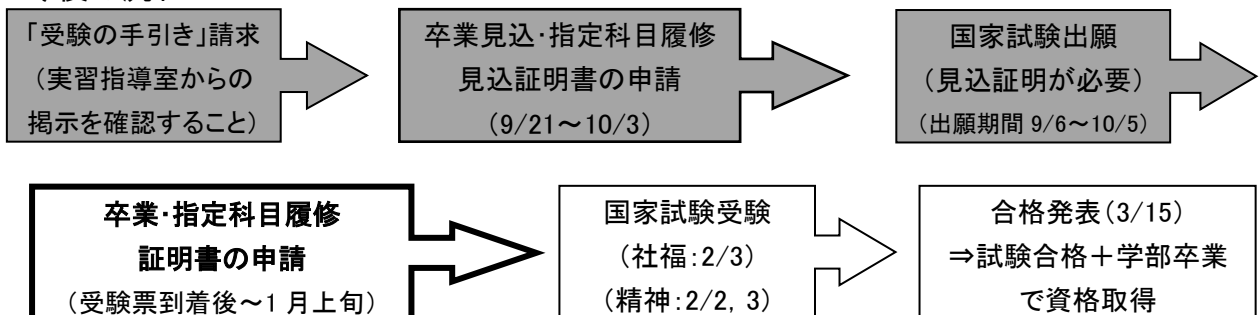 「受験の手引き」請求
（実習指導室からの
掲示を確認すること）
卒業見込・指定科目履修
見込証明書の申請
（9/21～10/3）
国家試験出願
（見込証明が必要）
（出願期間 9/6～10/5）
卒業・指定科目履修
証明書の申請
（受験票到着後～1 月上旬）
国家試験受験
（社福：2/3）
（精神：2/2，3）
合格発表（3/15）
⇒試験合格＋学部卒業
で資格取得